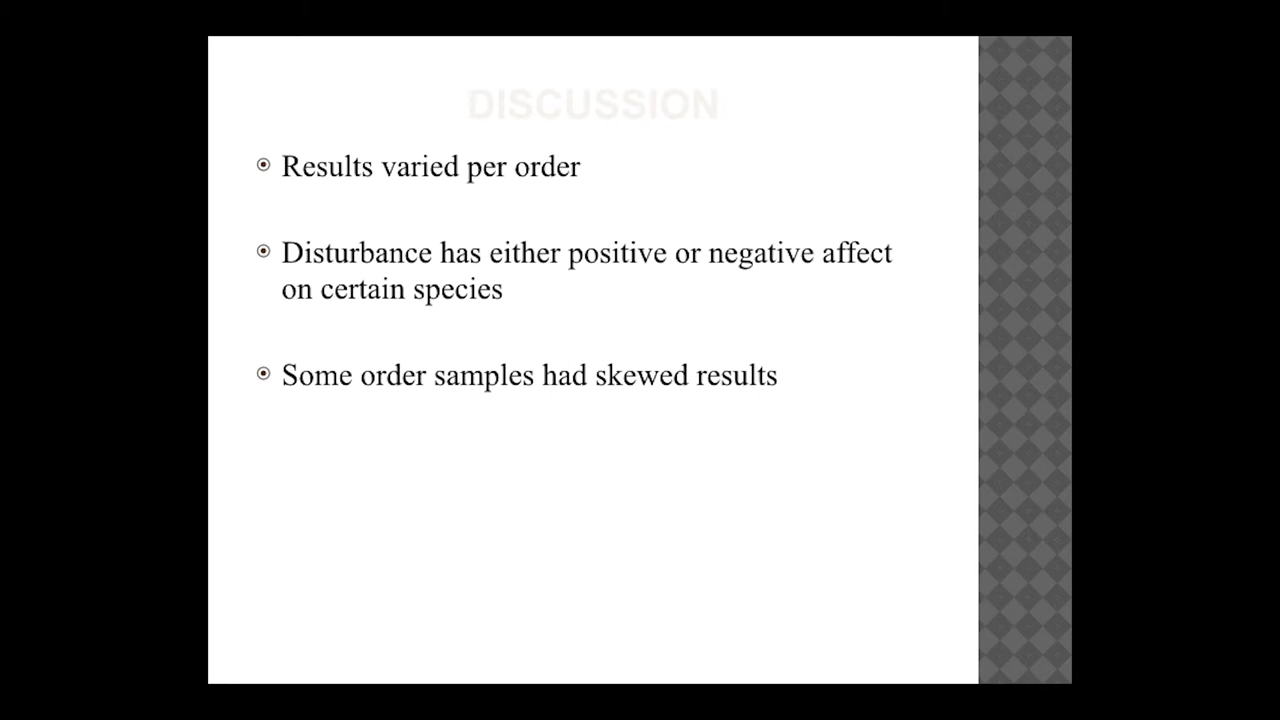 DISCUSSION
Results varied per order
Disturbance has either positive or negative affect
on certain species
Some order samples had skewed results